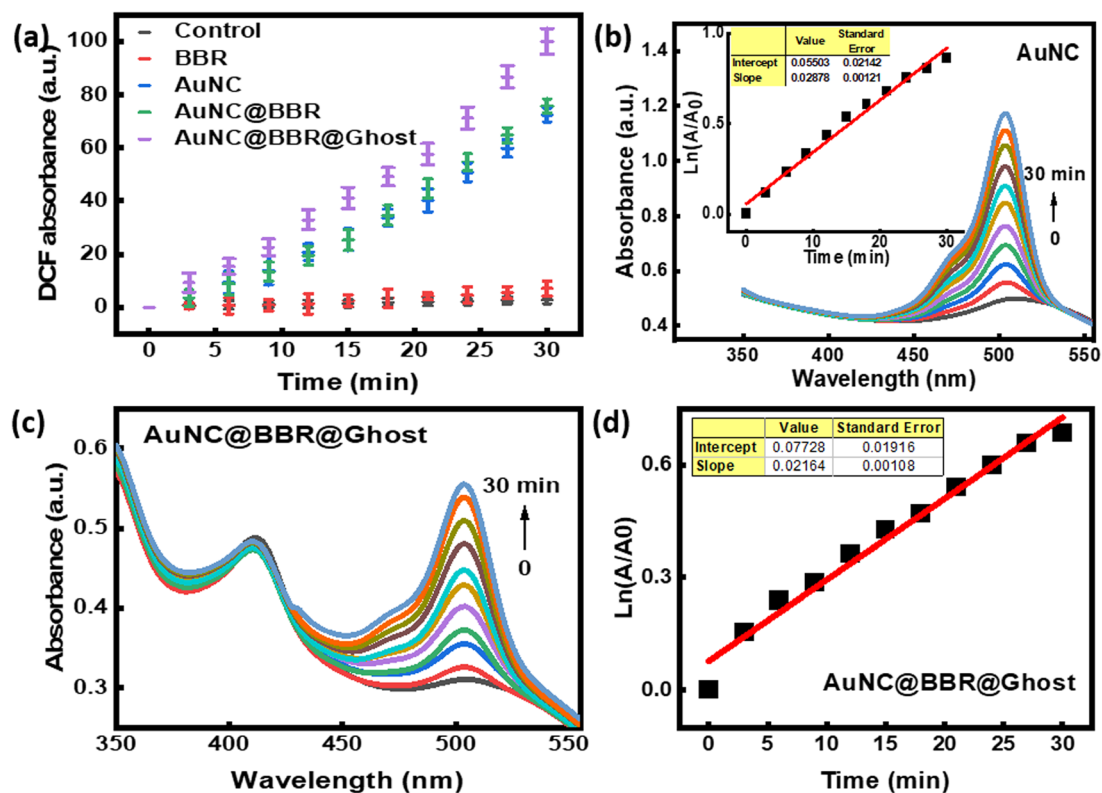 (a)
Control
BBR
AuNC
AuNC@BBR
AuNC@BBR@Ghost
DCF absorbance (a.u.)
100
80
60
40
20
0
0 5 10 15 20 25 30
Time (min)
(b)
AuNC
Absorbance (a.u.)
1.4
1.2
1.0
0.8
0.6
0.4
350 400 450 500 550
Wavelength (nm)
30 min
0
Value Standard Error
Intercept 0.05503 0.02142
Slope 0.02878 0.00121
Ln(A/A0)
1.0
0.5
0.0
0 10 20 30
Time (min)
(c)
AuNC@BBR@Ghost
Absorbance (a.u.)
0.6
0.5
0.4
0.3
350 400 450 500 550
Wavelength (nm)
30 min
0
(d)
Value Standard Error
Intercept 0.07728 0.01916
Slope 0.02164 0.00108
Ln(A/A0)
0.6
0.3
0.0
AuNC@BBR@Ghost
0 5 10 15 20 25 30
Time (min)